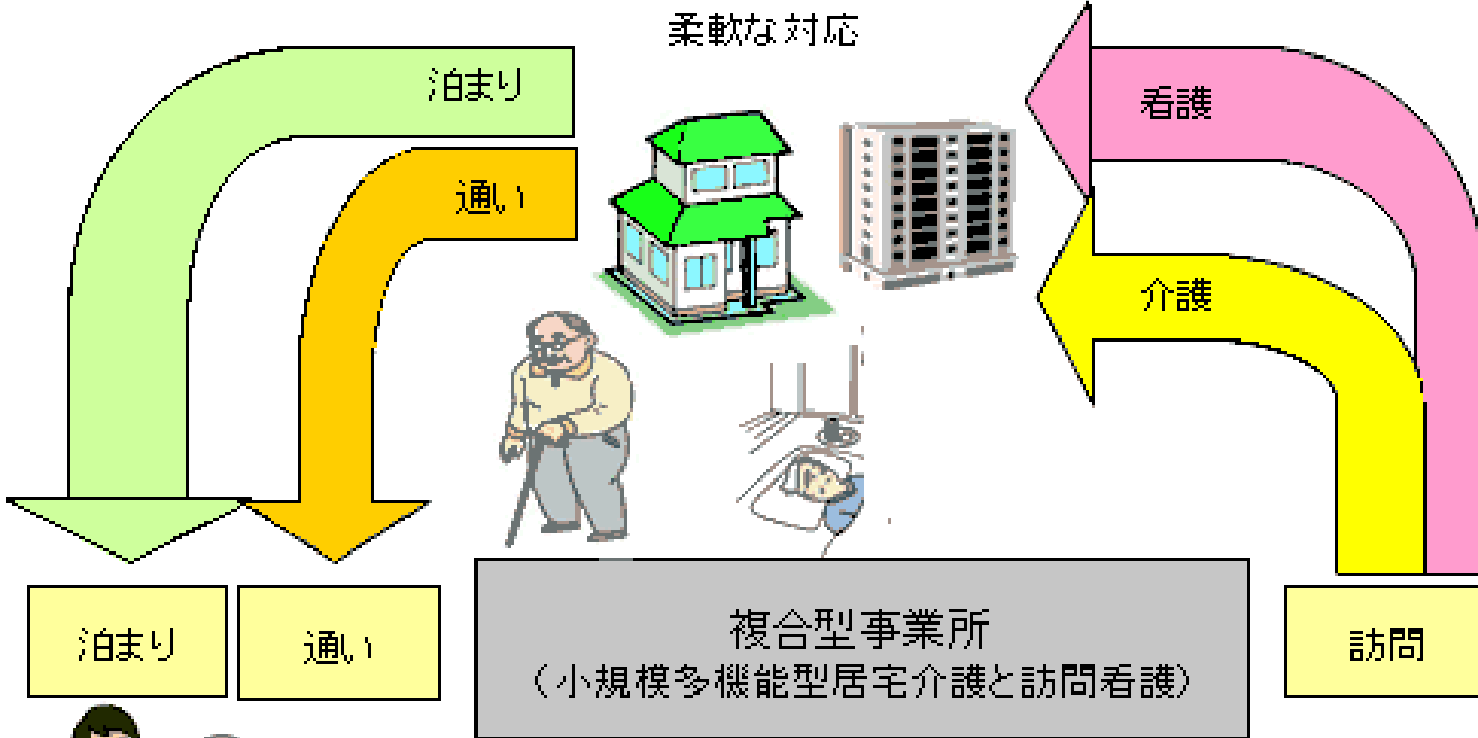 柔軟な対応
泊まり
通い
看護
介護
泊まり
通い
複合型事業所
（小規模多機能型居宅介護と訪問看護）
訪問